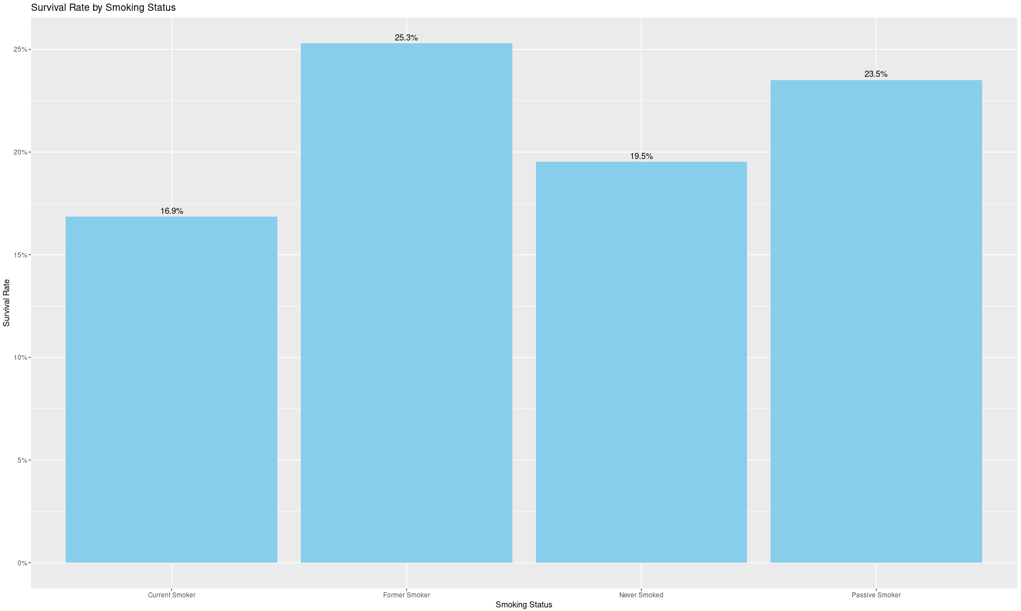 Survival Rate by Smoking Status
25.3%
23.5%
19.5%
16.9%
25%
20%
15%
10%
5%
0%
Survival Rate
Current Smoker
Former Smoker
Never Smoked
Passive Smoker
Smoking Status